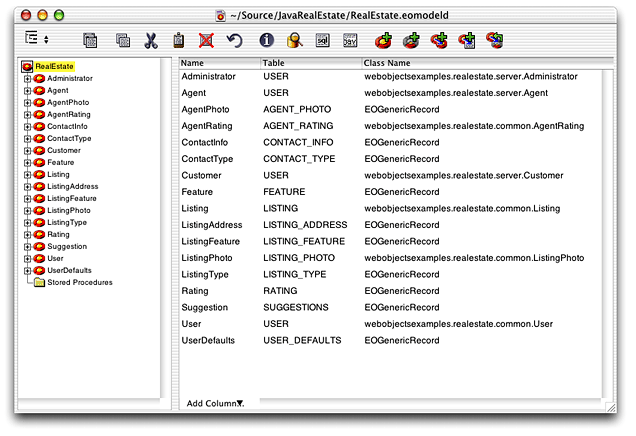 ~/Source/JavaRealEstate/RealEstate.eomodeld
RealEstate
Administrator
Agent
AgentPhoto
AgentRating
ContactInfo
ContactType
Customer
Feature
Listing
ListingAddress
ListingFeature
ListingPhoto
ListingType
Rating
Suggestion
User
UserDefaults
Stored Procedures
Name Table Class Name
Administrator USER webobjectsexamples.realestate.server.Administrator
Agent USER webobjectsexamples.realestate.server.Agent
AgentPhoto AGENT_PHOTO EOGenericRecord
AgentRating AGENT_RATING webobjectsexamples.realestate.common.AgentRating
ContactInfo CONTACT_INFO EOGenericRecord
ContactType CONTACT_TYPE EOGenericRecord
Customer USER webobjectsexamples.realestate.server.Customer
Feature FEATURE EOGenericRecord
Listing LISTING webobjectsexamples.realestate.common.Listing
ListingAddress LISTING_ADDRESS EOGenericRecord
ListingFeature LISTING_FEATURE EOGenericRecord
ListingPhoto LISTING_PHOTO webobjectsexamples.realestate.common.ListingPhoto
ListingType LISTING_TYPE EOGenericRecord
Rating RATING EOGenericRecord
Suggestion SUGGESTIONS EOGenericRecord
User USER webobjectsexamples.realestate.common.User
UserDefaults USER_DEFAULTS EOGenericRecord
Add Column